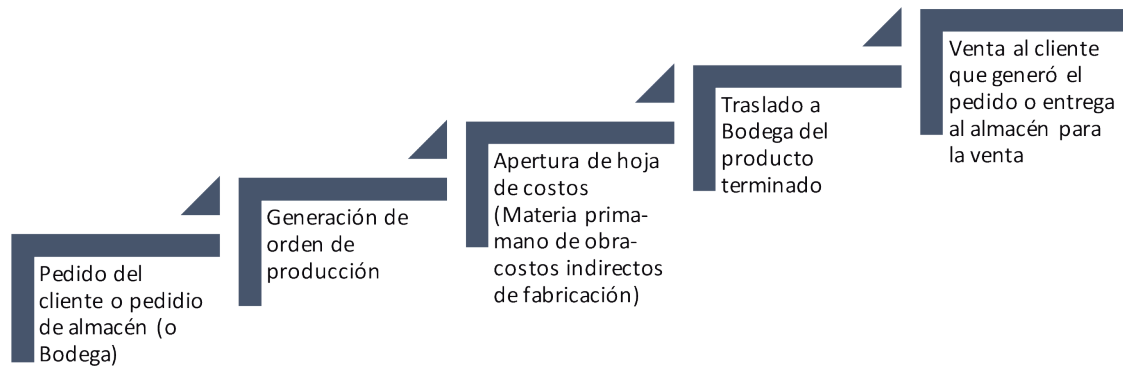 Pedido del
cliente o pedidio
de almacén (o
Bodega)
Generación de
orden de
producción
Apertura de hoja
de costos
(Materia prima-
mano de obra-
costos indirectos
de fabricación)
Traslado a
Bodega del
producto
terminado
Venta al cliente
que generó el
pedido o entrega
al almacén para
la venta